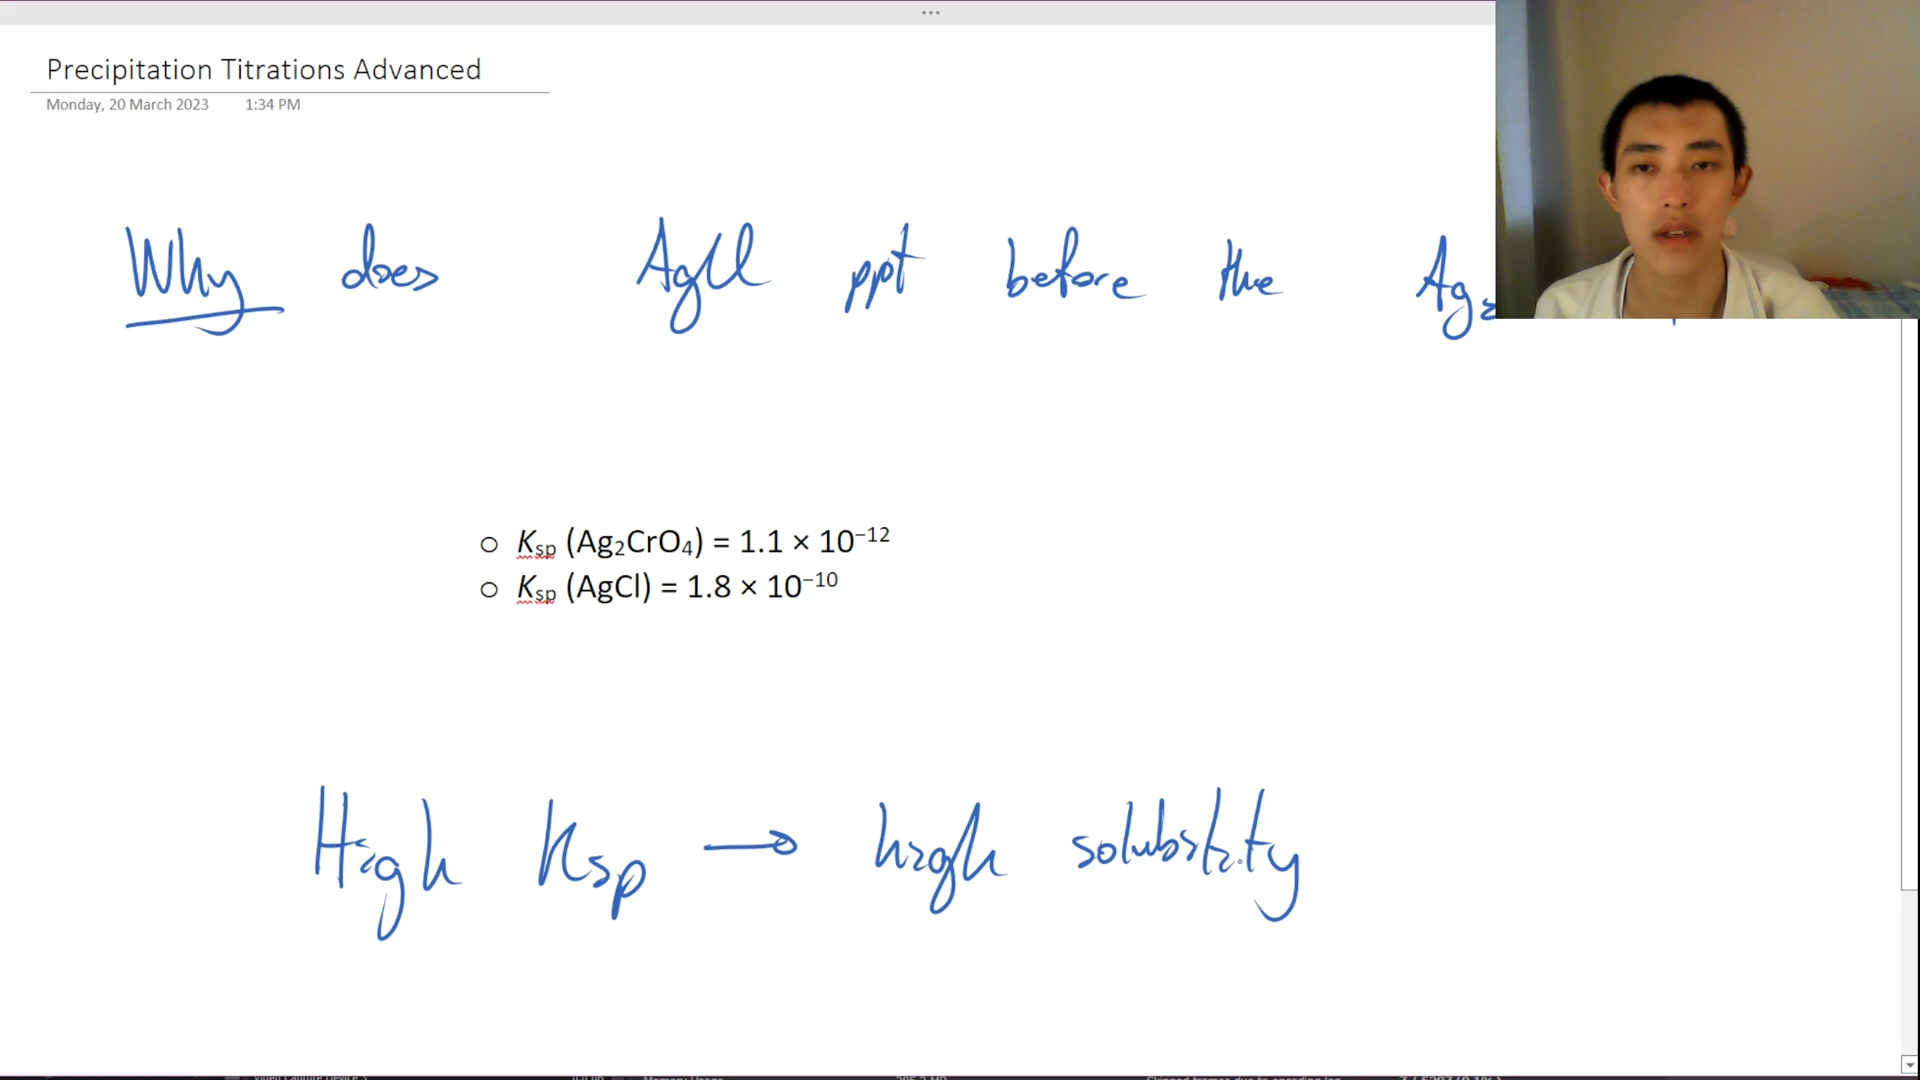 Precipitation Titrations Advanced
Monday, 20 March 2023 1:34 PM
Why does AgCl ppt before the Ag₂
Ksp (Ag₂CrO₄) = 1.1 × 10⁻¹²
Ksp (AgCl) = 1.8 × 10⁻¹⁰
High Ksp → high solubility